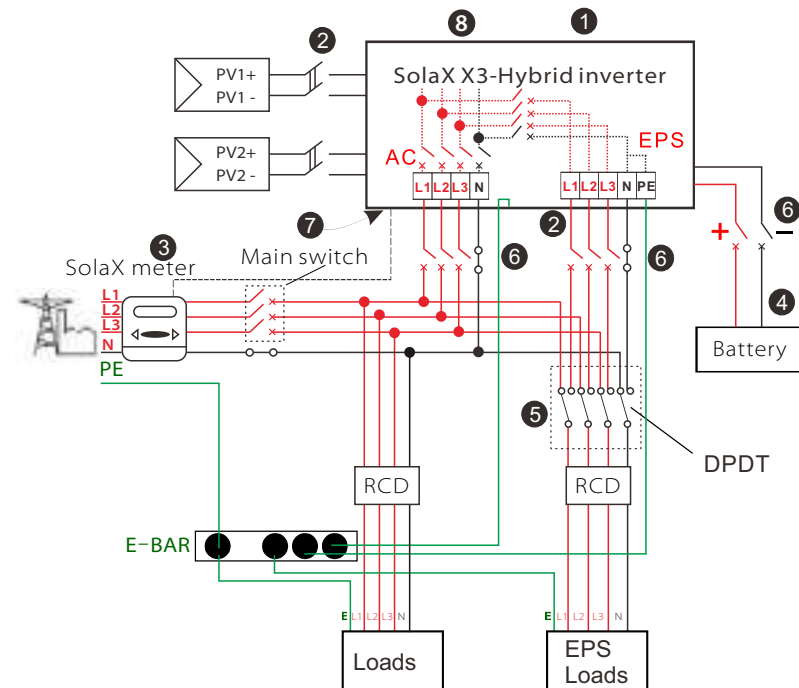 8
1
2
PV1+
PV1 -
SolaX X3-Hybrid inverter
PV2+
PV2 -
AC
EPS
L1 L2 L3 N
L1 L2 L3 N PE
7
2
6
6
+
−
6
3
SolaX meter
Main switch
4
L1
L2
L3
N
PE
Battery
5
DPDT
RCD
RCD
E-BAR
E L1 L2 L3 N
E L1 L2 L3 N
Loads
EPS
Loads